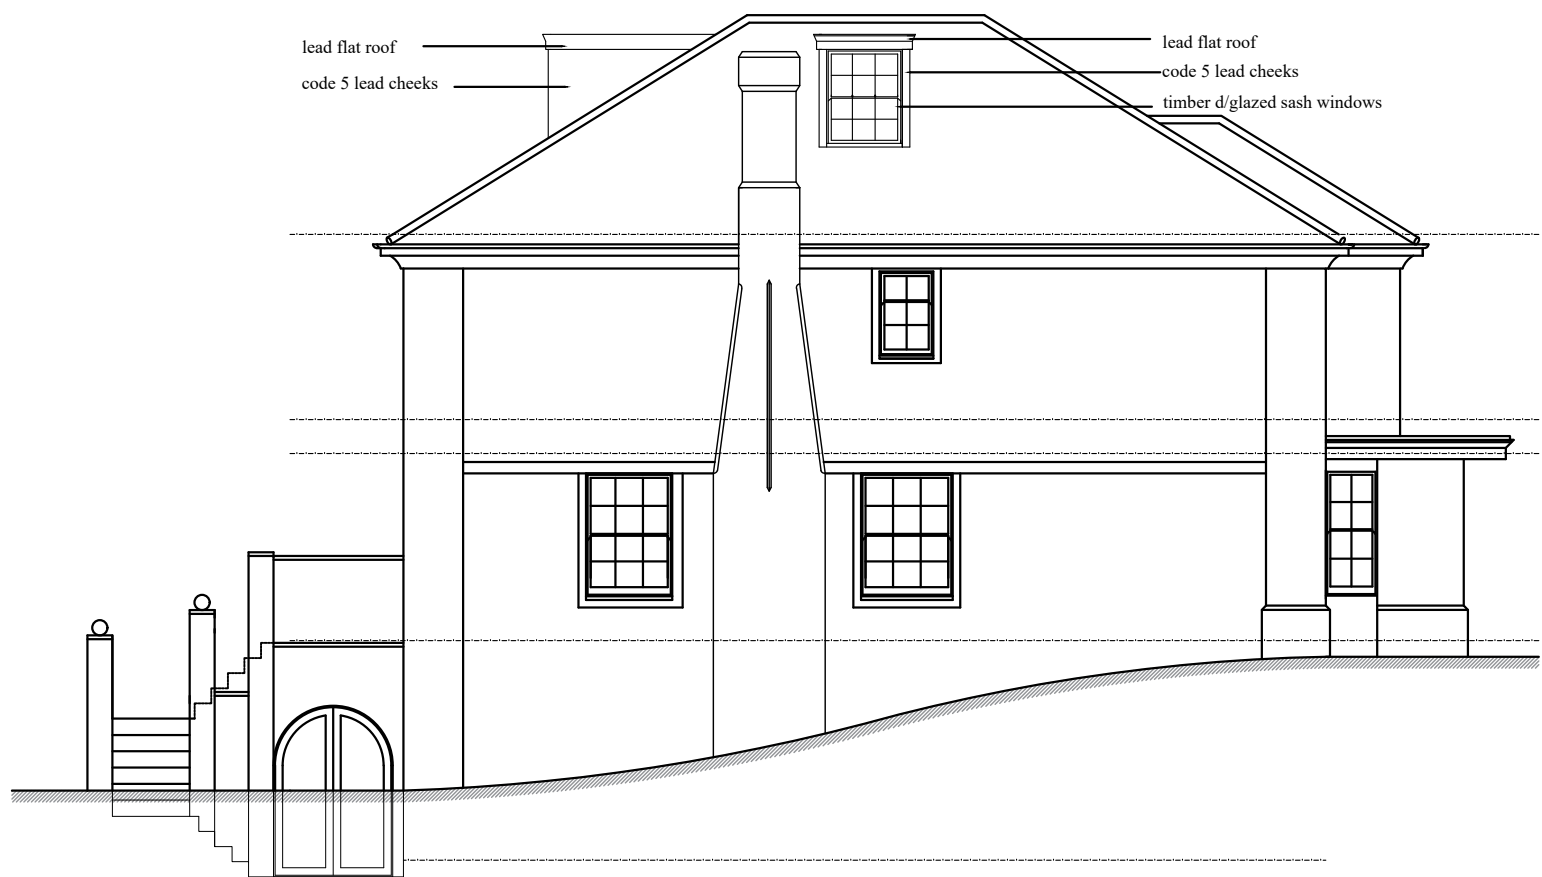 lead flat roof
code 5 lead cheeks
lead flat roof
code 5 lead cheeks
timber d/glazed sash windows